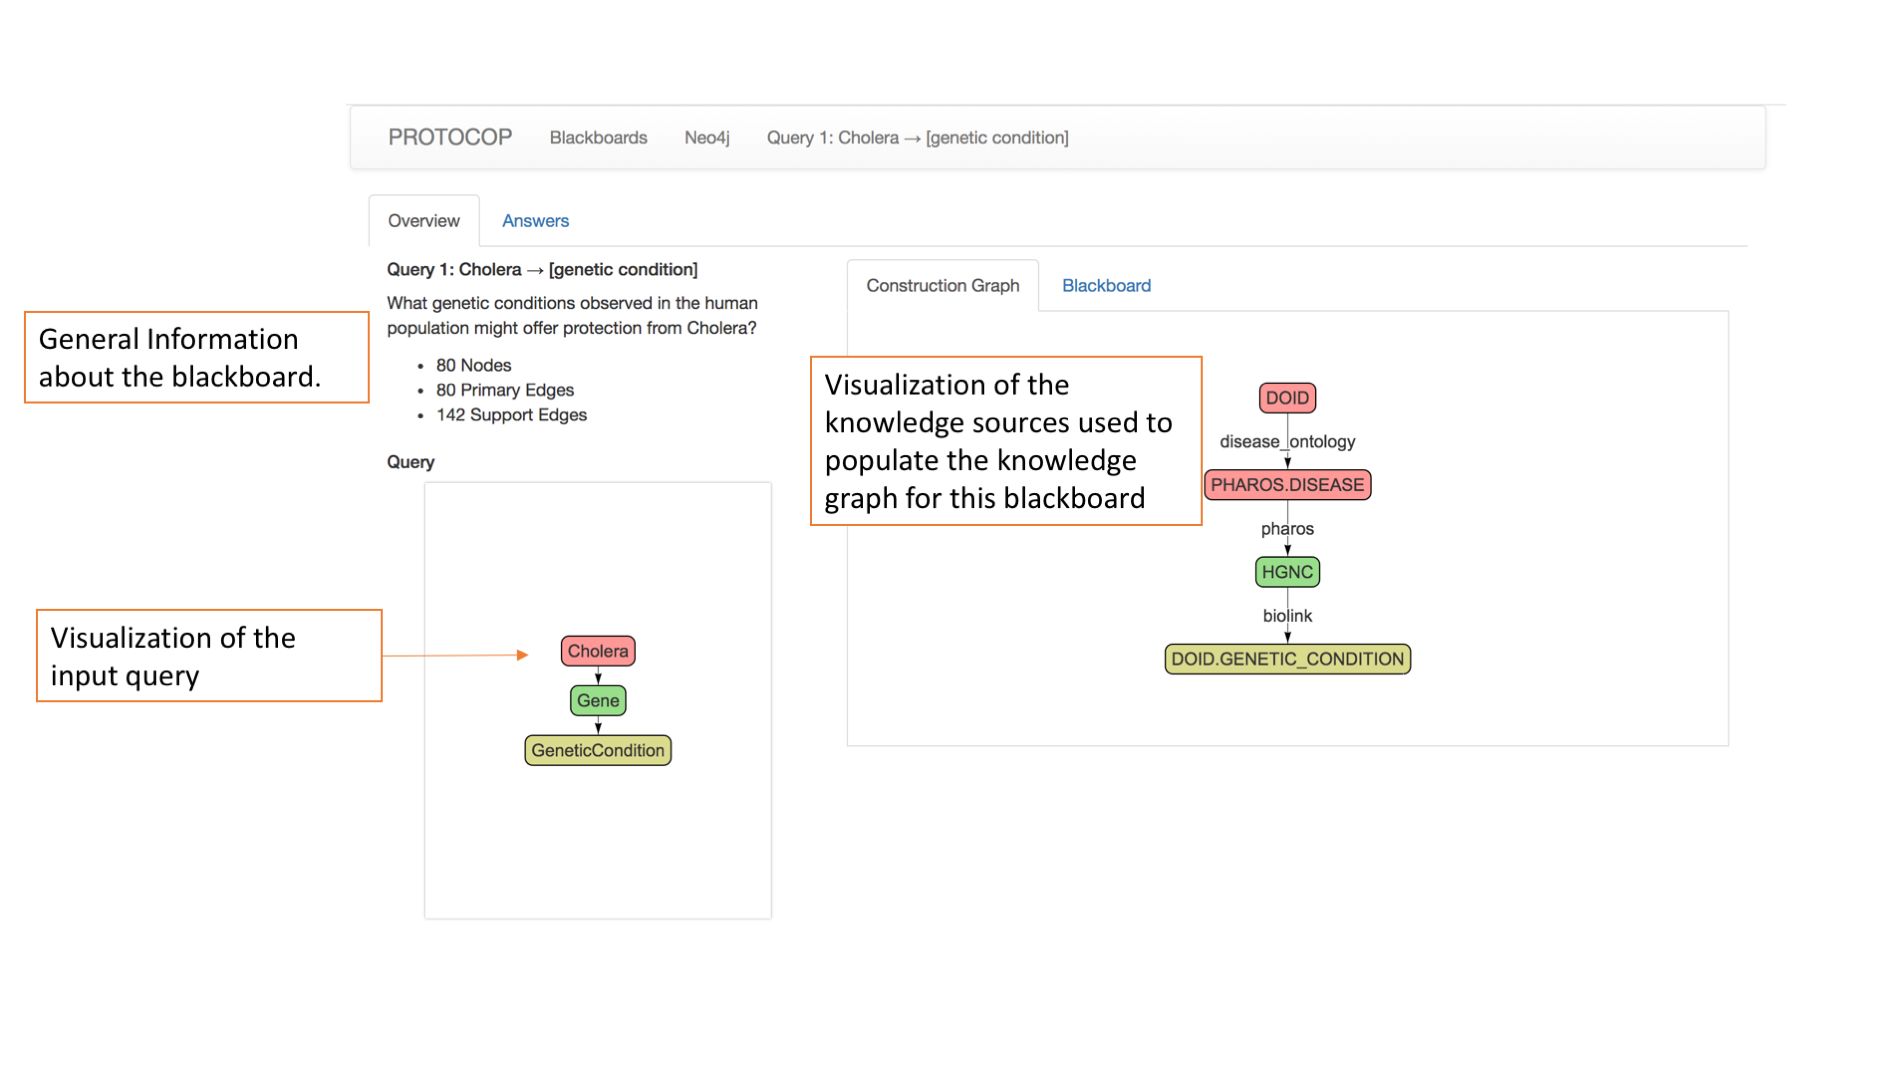 PROTOCOP Blackboards Neo4j Query 1: Cholera → [genetic condition]
Overview Answers
Query 1: Cholera → [genetic condition]
What genetic conditions observed in the human
population might offer protection from Cholera?
• 80 Nodes
• 80 Primary Edges
• 142 Support Edges
General Information
about the blackboard.
Query
Visualization of the
input query
Cholera
Gene
GeneticCondition
Construction Graph Blackboard
Visualization of the
knowledge sources used to
populate the knowledge
graph for this blackboard
DOID
disease_ontology
PHAROS.DISEASE
pharos
HGNC
biolink
DOID.GENETIC_CONDITION